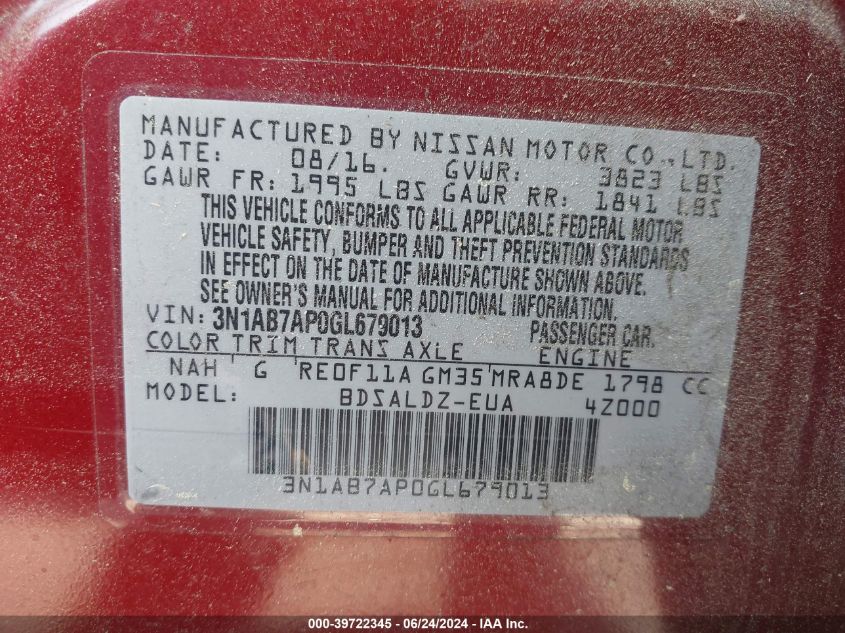 MANUFACTURED BY NISSAN MOTOR CO.,LTD.
DATE: 08/16. GVWR: 3823 LBS
GAWR FR: 1995 LBS GAWR RR: 1841 LBS
THIS VEHICLE CONFORMS TO ALL APPLICABLE FEDERAL MOTOR
VEHICLE SAFETY, BUMPER AND THEFT PREVENTION STANDARDS
IN EFFECT ON THE DATE OF MANUFACTURE SHOWN ABOVE.
SEE OWNER'S MANUAL FOR ADDITIONAL INFORMATION.
VIN: 3N1AB7AP0GL679013 PASSENGER CAR.
COLOR TRIM TRANS AXLE ENGINE
NAH G RE0F11A GM35 MRA8DE 1798 CC
MODEL: BDSALDZ-EUA 4Z000
3N1AB7AP0GL679013
000-39722345 - 06/24/2024 - IAAI.com